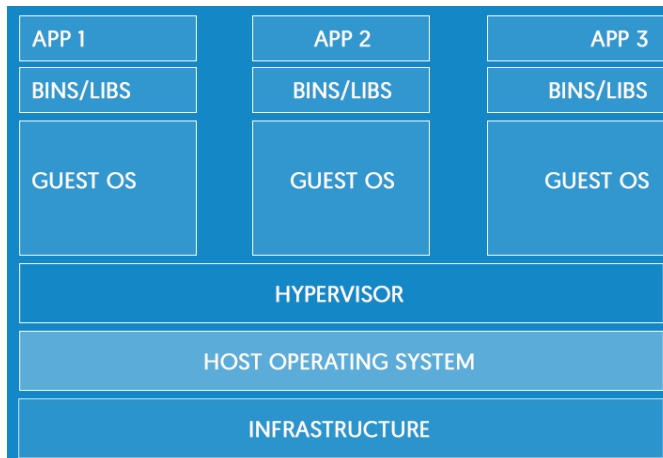 APP 1
APP 2
APP 3
BINS/LIBS
BINS/LIBS
BINS/LIBS
GUEST OS
GUEST OS
GUEST OS
HYPERVISOR
HOST OPERATING SYSTEM
INFRASTRUCTURE